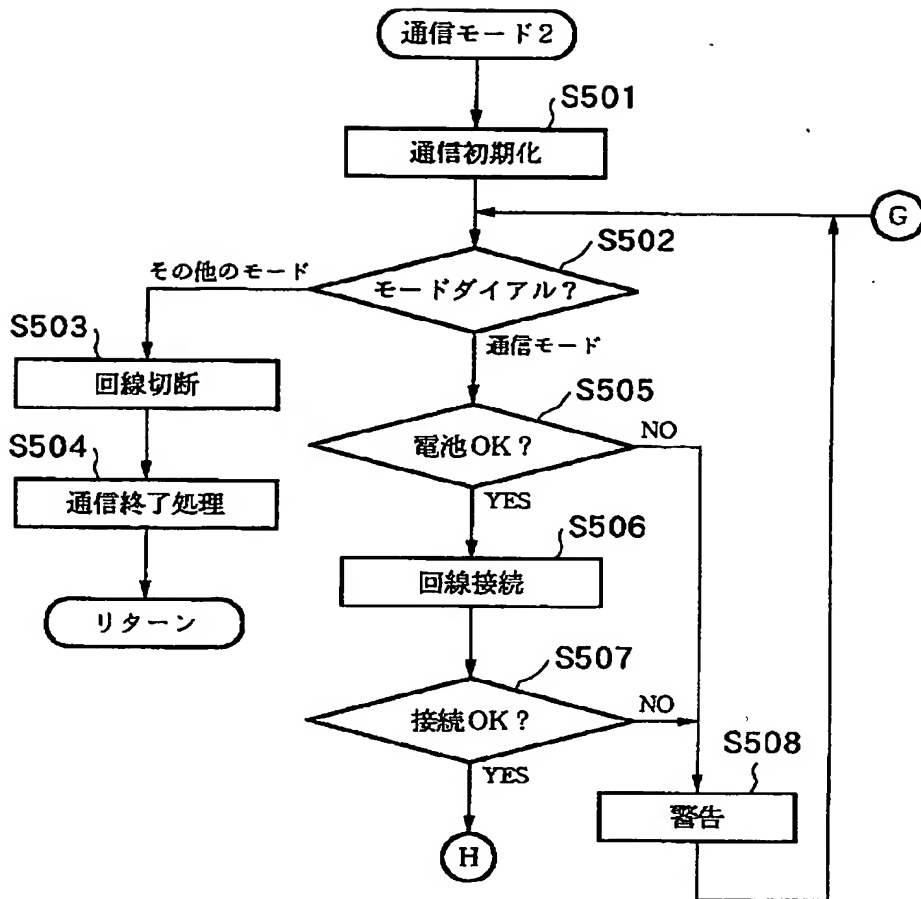 通信モード2
S501
通信初期化
G
S502
その他のモード
モードダイアル?
S503
通信モード
回線切断
S505
電池OK?
NO
S504
通信終了処理
YES
S506
回線接続
リターン
S507
接続OK?
NO
S508
YES
警告
H